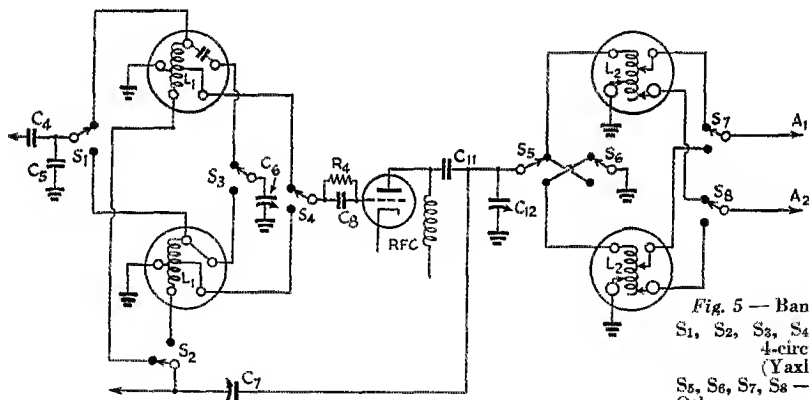 L1
C4
S1
C5
S3
C6
S4
R4
C8
L1
S2
C7
RFC
C11
C12
S5
S6
L2
S7
A1
S8
A2
L2
Fig. 5 — Ban
S1, S2, S3, S4
4-circ
(Yaxl
S5, S6, S7, S8 —